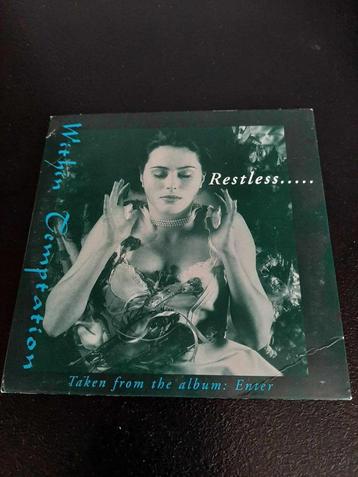 Within Temptation
Restless.....
Taken from the album: Enter